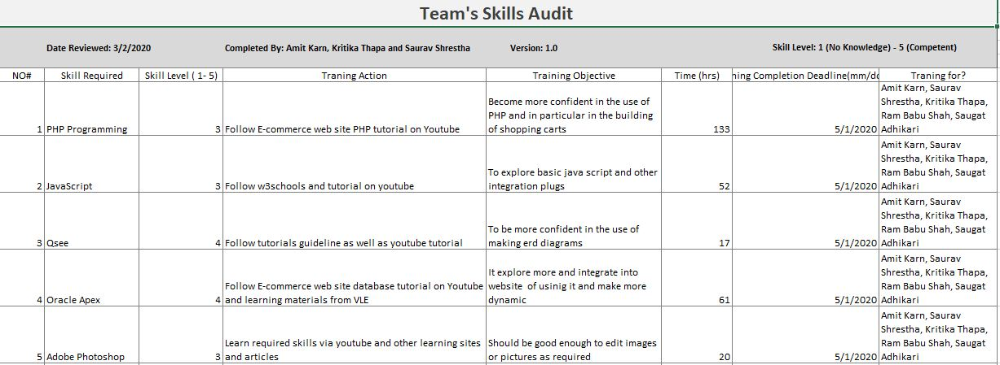 Team's Skills Audit
Date Reviewed: 3/2/2020 Completed By: Amit Karn, Kritika Thapa and Saurav Shrestha Version: 1.0 Skill Level: 1 (No Knowledge) - 5 (Competent)
NO# Skill Required Skill Level ( 1- 5) Traning Action Training Objective Time (hrs) Completion Deadline(mm/dd Traning for?
1 PHP Programming 3 Follow E-commerce web site PHP tutorial on Youtube
Become more confident in the use of
PHP and in particular in the building
of shopping carts
133 5/1/2020
Amit Karn, Saurav
Shrestha, Kritika Thapa,
Ram Babu Shah, Saugat
Adhikari
2 JavaScript 3 Follow w3schools and tutorial on youtube
To explore basic java script and other
integration plugs
52 5/1/2020
Amit Karn, Saurav
Shrestha, Kritika Thapa,
Ram Babu Shah, Saugat
Adhikari
3 Qsee 4 Follow tutorials guideline as well as youtube tutorial
To be more confident in the use of
making erd diagrams
17 5/1/2020
Amit Karn, Saurav
Shrestha, Kritika Thapa,
Ram Babu Shah, Saugat
Adhikari
4 Oracle Apex 4
Follow E-commerce web site database tutorial on Youtube
and learning materials from VLE
It explore more and integrate into
website of usinig it and make more
dynamic
61 5/1/2020
Amit Karn, Saurav
Shrestha, Kritika Thapa,
Ram Babu Shah, Saugat
Adhikari
5 Adobe Photoshop 3
Learn required skills via youtube and other learning sites
and articles
Should be good enough to edit images
or pictures as required
20 5/1/2020
Amit Karn, Saurav
Shrestha, Kritika Thapa,
Ram Babu Shah, Saugat
Adhikari